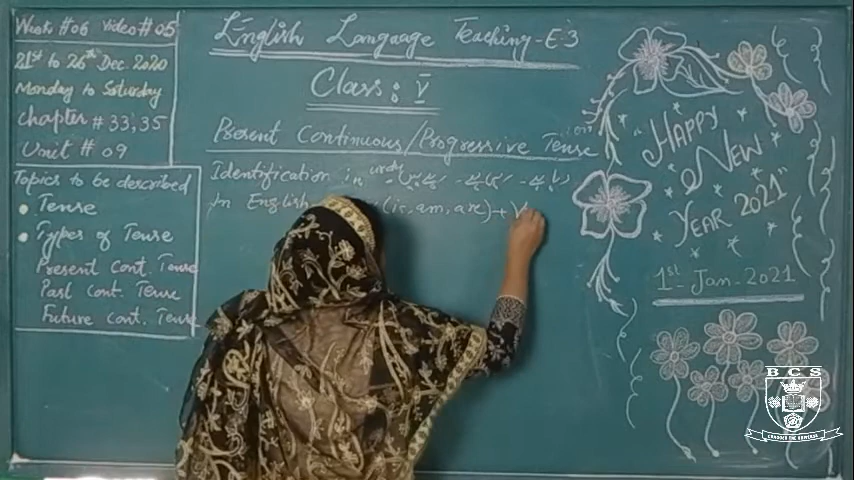 Week #06 Video #05
21st to 26th Dec. 2020
Monday to Saturday
Chapter # 33,35
Unit # 09
Topics to be described
• Tense
• Types of Tense
Present Cont. Tense
Past Cont. Tense
Future Cont. Tense
English Language Teaching-E-3
Class: V
Present Continuous/Progressive Tense
Identification in urdu
In English (is, am, are) + V
"HAPPY
NEW
YEAR 2021"
1st-Jan-2021
BCS